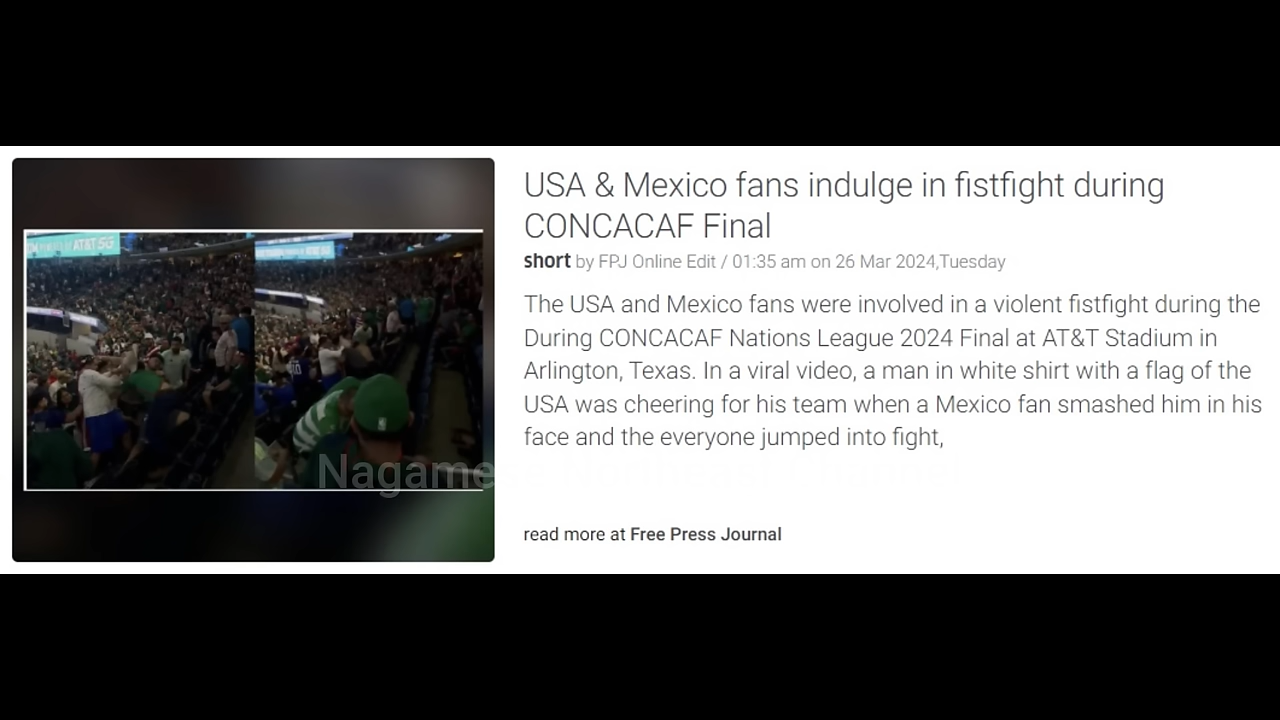 AT&T 5G
USA & Mexico fans indulge in fistfight during
CONCACAF Final
short by FPJ Online Edit / 01:35 am on 26 Mar 2024,Tuesday
The USA and Mexico fans were involved in a violent fistfight during the
During CONCACAF Nations League 2024 Final at AT&T Stadium in
Arlington, Texas. In a viral video, a man in white shirt with a flag of the
USA was cheering for his team when a Mexico fan smashed him in his
face and the everyone jumped into fight,
Nagamese
read more at Free Press Journal